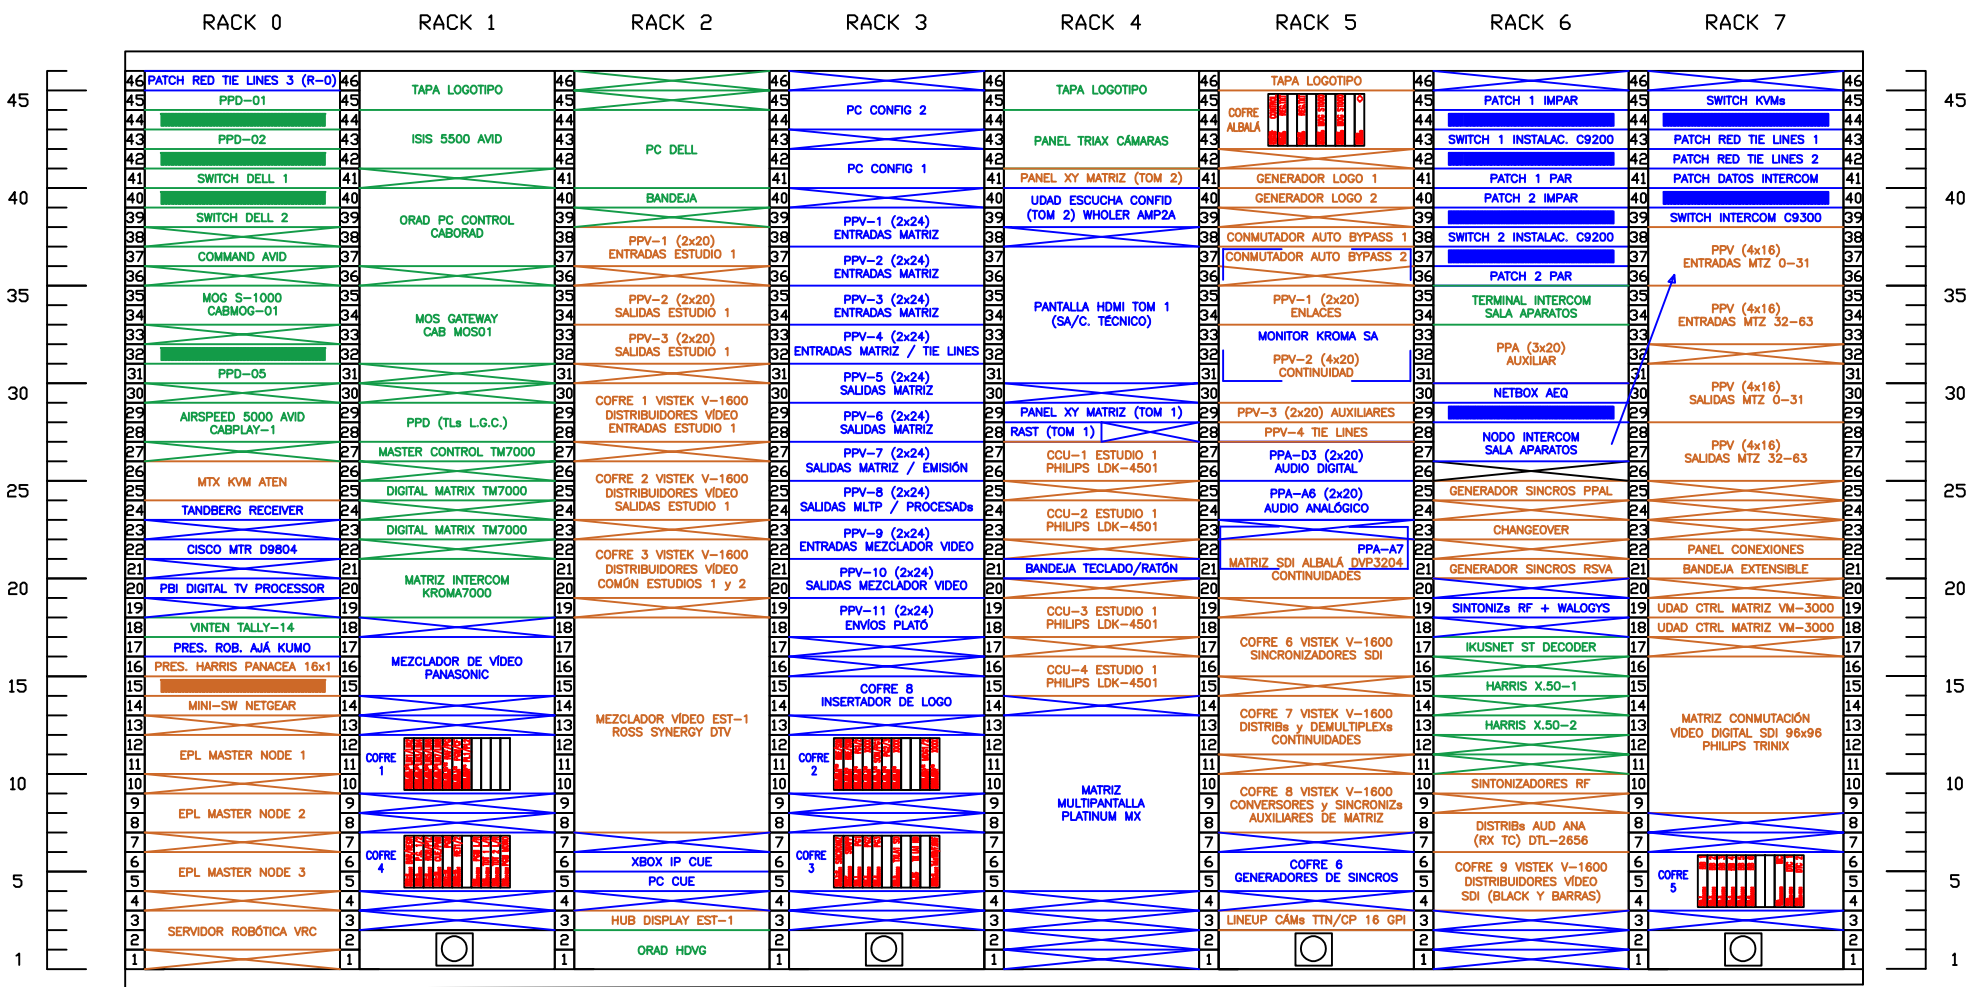 RACK 0
RACK 1
RACK 2
RACK 3
RACK 4
RACK 5
RACK 6
RACK 7
45
40
35
30
25
20
15
10
5
1
PATCH RED TIE LINES 3 (R-0)
PPD-01
PPD-02
SWITCH DELL 1
SWITCH DELL 2
COMMAND AVID
MOG S-1000
CABMOG-01
PPD-05
AIRSPEED 5000 AVID
CABPLAY-1
MTX KVM ATEN
TANDBERG RECEIVER
CISCO MTR D9804
PBI DIGITAL TV PROCESSOR
VINTEN TALLY-14
PRES. ROB. AJÁ KUMO
PRES. HARRIS PANACEA 16x1
MINI-SW NETGEAR
EPL MASTER NODE 1
EPL MASTER NODE 2
EPL MASTER NODE 3
SERVIDOR ROBÓTICA VRC
TAPA LOGOTIPO
ISIS 5500 AVID
ORAD PC CONTROL
CABORAD
MOS GATEWAY
CAB MOS01
PPD (TLs L.G.C.)
MASTER CONTROL TM7000
DIGITAL MATRIX TM7000
DIGITAL MATRIX TM7000
MATRIZ INTERCOM
KROMA7000
MEZCLADOR DE VÍDEO
PANASONIC
COFRE
1
COFRE
4
PC DELL
BANDEJA
PPV-1 (2x20)
ENTRADAS ESTUDIO 1
PPV-2 (2x20)
SALIDAS ESTUDIO 1
PPV-3 (2x20)
SALIDAS ESTUDIO 1
COFRE 1 VISTEK V-1600
DISTRIBUIDORES VÍDEO
ENTRADAS ESTUDIO 1
COFRE 2 VISTEK V-1600
DISTRIBUIDORES VÍDEO
SALIDAS ESTUDIO 1
COFRE 3 VISTEK V-1600
DISTRIBUIDORES VÍDEO
COMÚN ESTUDIOS 1 y 2
MEZCLADOR VÍDEO EST-1
ROSS SYNERGY DTV
XBOX IP CUE
PC CUE
HUB DISPLAY EST-1
ORAD HDVG
PC CONFIG 2
PC CONFIG 1
PPV-1 (2x24)
ENTRADAS MATRIZ
PPV-2 (2x24)
ENTRADAS MATRIZ
PPV-3 (2x24)
ENTRADAS MATRIZ
PPV-4 (2x24)
ENTRADAS MATRIZ / TIE LINES
PPV-5 (2x24)
SALIDAS MATRIZ
PPV-6 (2x24)
SALIDAS MATRIZ
PPV-7 (2x24)
SALIDAS MATRIZ / EMISIÓN
PPV-8 (2x24)
SALIDAS MLTP / PROCESADs
PPV-9 (2x24)
ENTRADAS MEZCLADOR VIDEO
PPV-10 (2x24)
SALIDAS MEZCLADOR VIDEO
PPV-11 (2x24)
ENVÍOS PLATÓ
COFRE 8
INSERTADOR DE LOGO
COFRE
2
COFRE
3
TAPA LOGOTIPO
PANEL TRIAX CÁMARAS
PANEL XY MATRIZ (TOM 2)
UDAD ESCUCHA CONFID
(TOM 2) WHOLER AMP2A
PANTALLA HDMI TOM 1
(SA/C. TÉCNICO)
PANEL XY MATRIZ (TOM 1)
RAST (TOM 1)
CCU-1 ESTUDIO 1
PHILIPS LDK-4501
CCU-2 ESTUDIO 1
PHILIPS LDK-4501
BANDEJA TECLADO/RATÓN
CCU-3 ESTUDIO 1
PHILIPS LDK-4501
CCU-4 ESTUDIO 1
PHILIPS LDK-4501
MATRIZ
MULTIPANTALLA
PLATINUM MX
TAPA LOGOTIPO
COFRE
ALBALÁ
GENERADOR LOGO 1
GENERADOR LOGO 2
CONMUTADOR AUTO BYPASS 1
CONMUTADOR AUTO BYPASS 2
PPV-1 (2x20)
ENLACES
MONITOR KROMA SA
PPV-2 (4x20)
CONTINUIDAD
PPV-3 (2x20) AUXILIARES
PPV-4 TIE LINES
PPA-D3 (2x20)
AUDIO DIGITAL
PPA-A6 (2x20)
AUDIO ANALÓGICO
PPA-A7
MATRIZ SDI ALBALÁ DVP3204
CONTINUIDADES
COFRE 6 VISTEK V-1600
SINCRONIZADORES SDI
COFRE 7 VISTEK V-1600
DISTRIBs y DEMULTIPLEXs
CONTINUIDADES
COFRE 8 VISTEK V-1600
CONVERSORES y SINCRONIZs
AUXILIARES DE MATRIZ
COFRE 6
GENERADORES DE SINCROS
LINEUP CÁMs TTN/CP 16 GPI
PATCH 1 IMPAR
SWITCH 1 INSTALAC. C9200
PATCH 1 PAR
PATCH 2 IMPAR
SWITCH 2 INSTALAC. C9200
PATCH 2 PAR
TERMINAL INTERCOM
SALA APARATOS
PPA (3x20)
AUXILIAR
NETBOX AEQ
NODO INTERCOM
SALA APARATOS
GENERADOR SINCROS PPAL
CHANGEOVER
GENERADOR SINCROS RSVA
SINTONIZs RF + WALOGYS
IKUSNET ST DECODER
HARRIS X.50-1
HARRIS X.50-2
SINTONIZADORES RF
DISTRIBs AUD ANA
(RX TC) DTL-2656
COFRE 9 VISTEK V-1600
DISTRIBUIDORES VÍDEO
SDI (BLACK Y BARRAS)
SWITCH KVMs
PATCH RED TIE LINES 1
PATCH RED TIE LINES 2
PATCH DATOS INTERCOM
SWITCH INTERCOM C9300
PPV (4x16)
ENTRADAS MTZ 0-31
PPV (4x16)
ENTRADAS MTZ 32-63
PPV (4x16)
SALIDAS MTZ 0-31
PPV (4x16)
SALIDAS MTZ 32-63
PANEL CONEXIONES
BANDEJA EXTENSIBLE
UDAD CTRL MATRIZ VM-3000
UDAD CTRL MATRIZ VM-3000
MATRIZ CONMUTACIÓN
VÍDEO DIGITAL SDI 96x96
PHILIPS TRINIX
COFRE
5
45
40
35
30
25
20
15
10
5
1